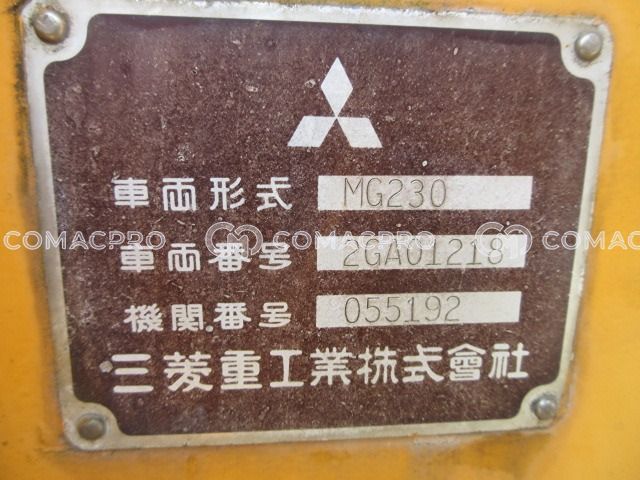 車両形式 MG230
COMACPRO COMACPRO COMACPRO
車両番号 2GA01218
機関番号 055192
三菱重工業株式會社